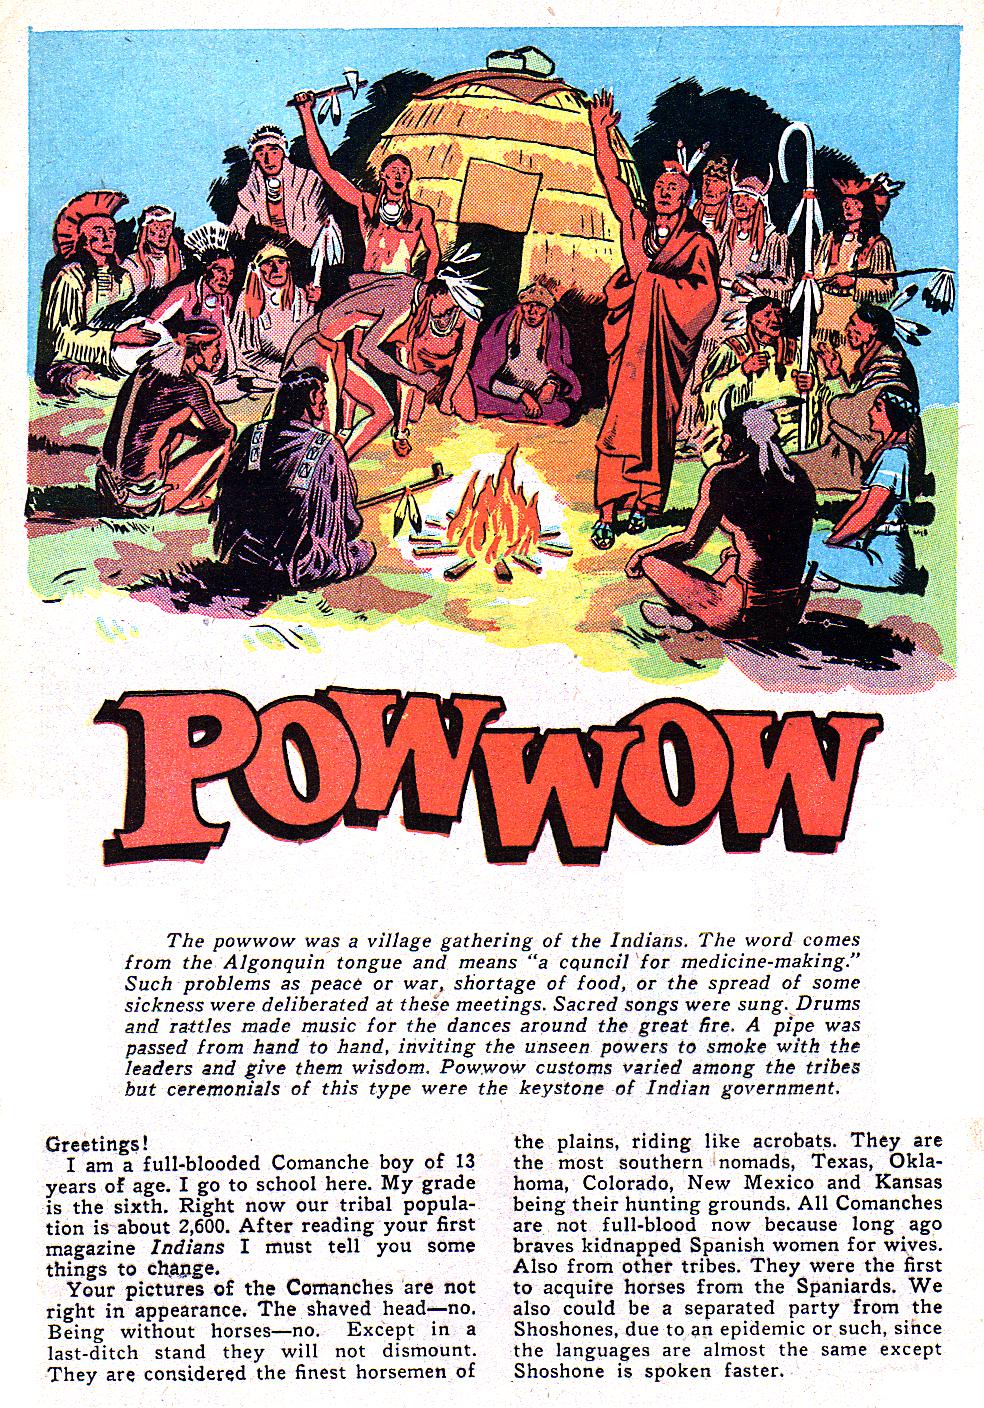 POWWOW
The powwow was a village gathering of the Indians. The word comes
from the Algonquin tongue and means “a council for medicine-making.”
Such problems as peace or war, shortage of food, or the spread of some
sickness were deliberated at these meetings. Sacred songs were sung. Drums
and rattles made music for the dances around the great fire. A pipe was
passed from hand to hand, inviting the unseen powers to smoke with the
leaders and give them wisdom. Powwow customs varied among the tribes
but ceremonials of this type were the keystone of Indian government.
Greetings!
I am a full-blooded Comanche boy of 13
years of age. I go to school here. My grade
is the sixth. Right now our tribal popula-
tion is about 2,600. After reading your first
magazine Indians I must tell you some
things to change.
Your pictures of the Comanches are not
right in appearance. The shaved head—no.
Being without horses—no. Except in a
last-ditch stand they will not dismount.
They are considered the finest horsemen of
the plains, riding like acrobats. They are
the most southern nomads, Texas, Okla-
homa, Colorado, New Mexico and Kansas
being their hunting grounds. All Comanches
are not full-blood now because long ago
braves kidnapped Spanish women for wives.
Also from other tribes. They were the first
to acquire horses from the Spaniards. We
also could be a separated party from the
Shoshones, due to an epidemic or such, since
the languages are almost the same except
Shoshone is spoken faster.